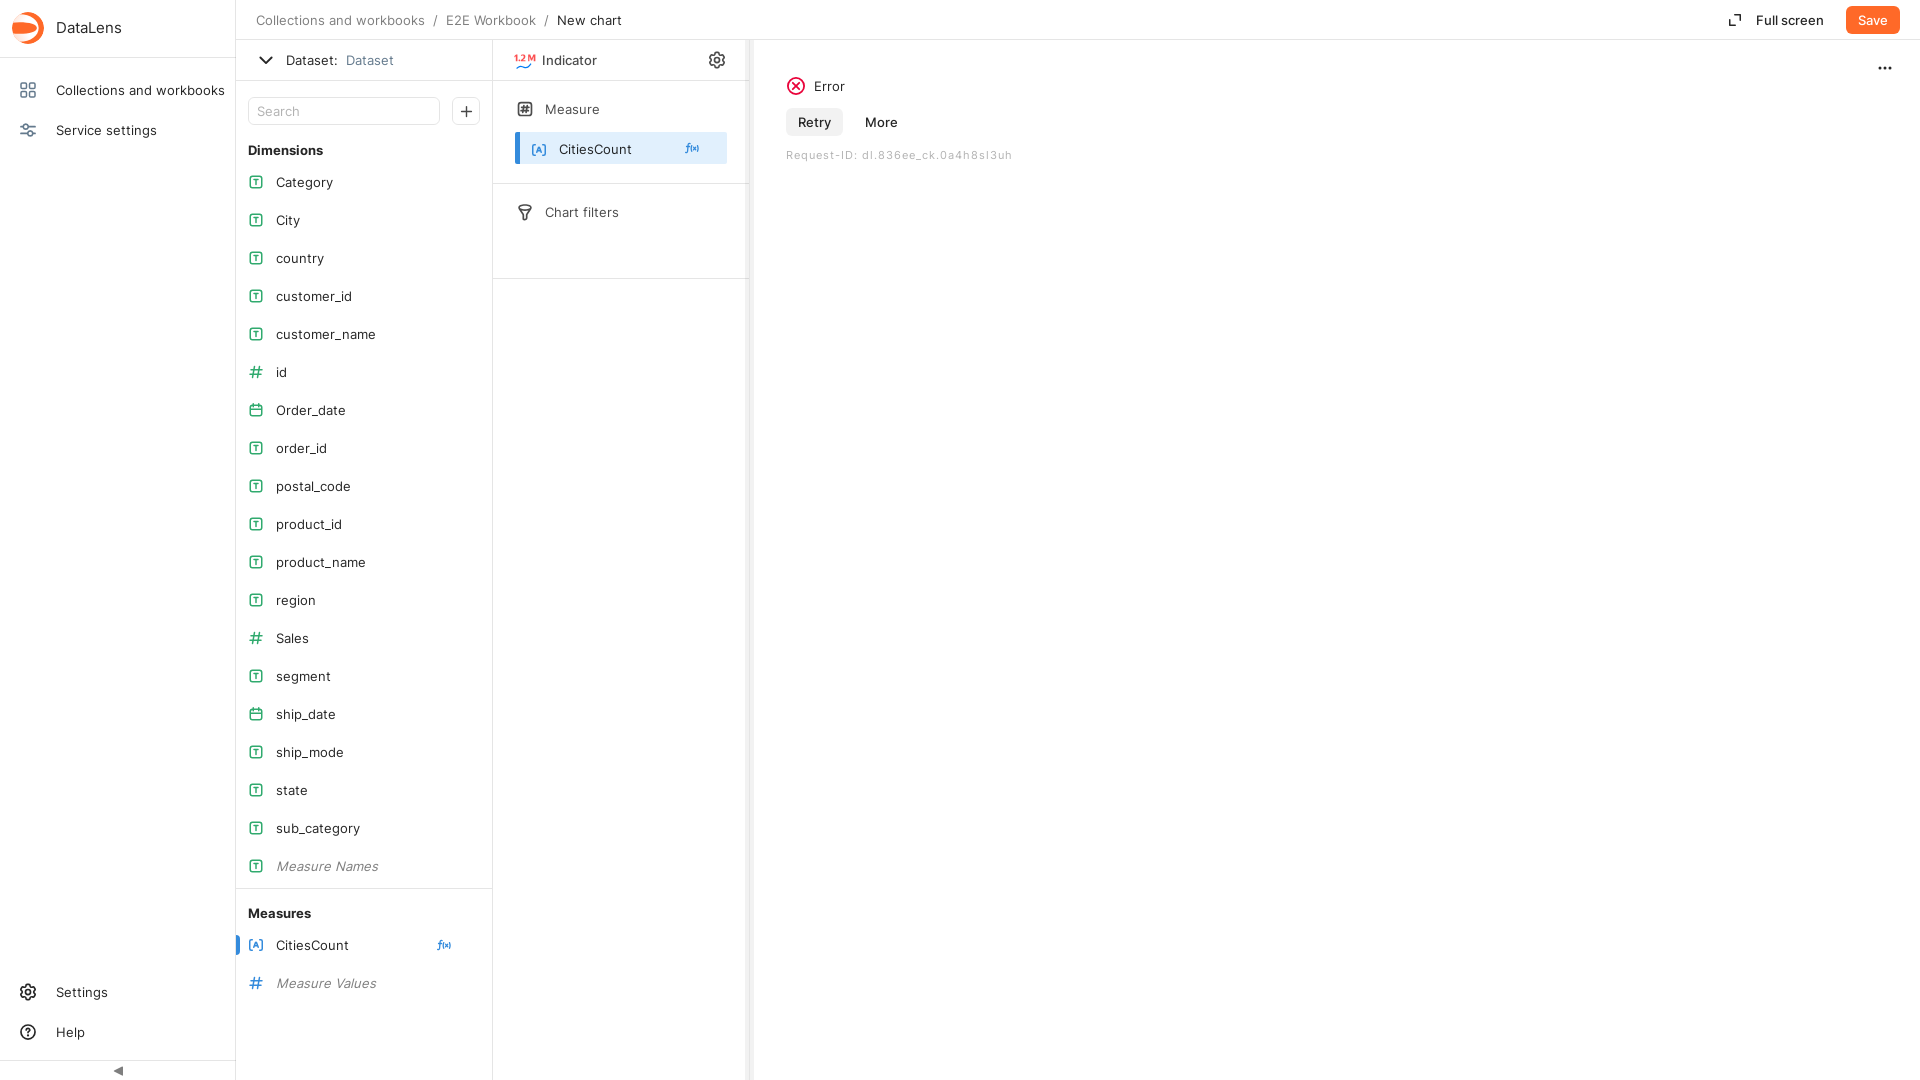 DataLens
Collections and workbooks
Service settings
Settings
Help
Collections and workbooks / E2E Workbook / New chart
Full screen
Save
Dataset: Dataset
Search
Dimensions
Category
City
country
customer_id
customer_name
id
Order_date
order_id
postal_code
product_id
product_name
region
Sales
segment
ship_date
ship_mode
state
sub_category
Measure Names
Measures
CitiesCount
Measure Values
1.2M Indicator
Measure
CitiesCount
Chart filters
Error
Retry
More
Request-ID: dl.836ee_ck.0a4h8sl3uh